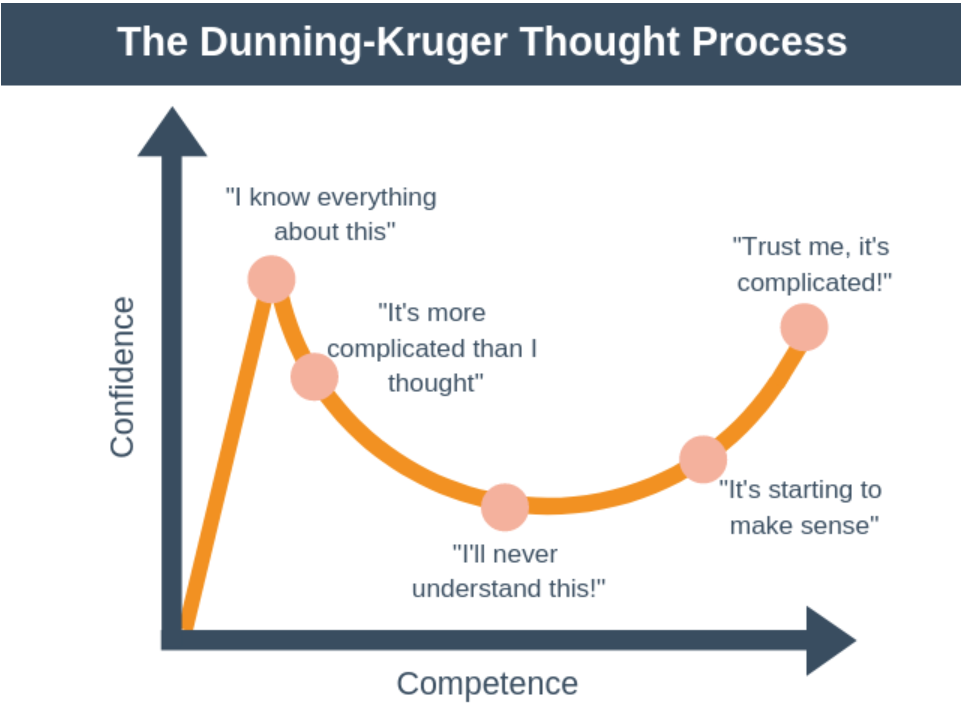 The Dunning-Kruger Thought Process
"I know everything
about this"
"Trust me, it's
complicated!"
"It's more
complicated than I
thought"
Confidence
"It's starting to
make sense"
"I'll never
understand this!"
Competence